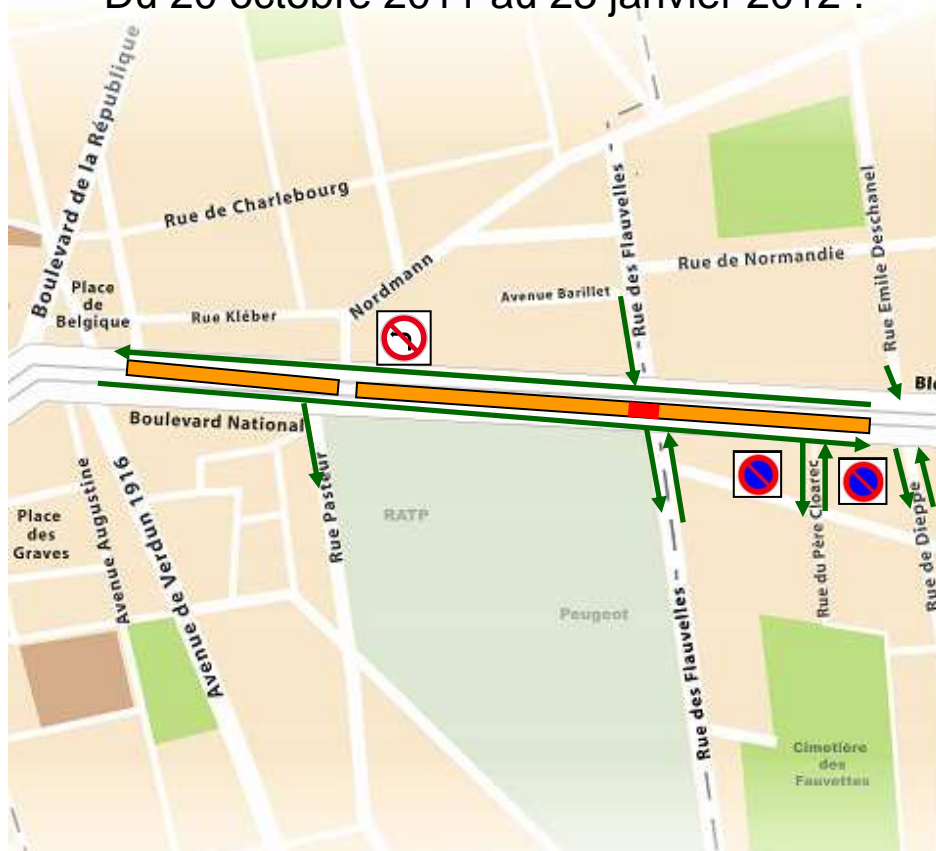 Du 20 octobre 2011 au 28 janvier 2012 :
Boulevard de la République
Rue de Charlebourg
Rue des Flauvelles
Rue Emile Deschanel
Rue de Normandie
Nordmann
Avenue Barillet
Place
de
Belgique
Rue Kléber
Boulevard National
Avenue Augustine
Avenue de Verdun 1916
Place
des
Graves
Rue Pasteur
RATP
Peugeot
Rue des Flauvelles
Rue du Père Cloarec
Rue de Dieppe
Cimetière
des
Fauvettes